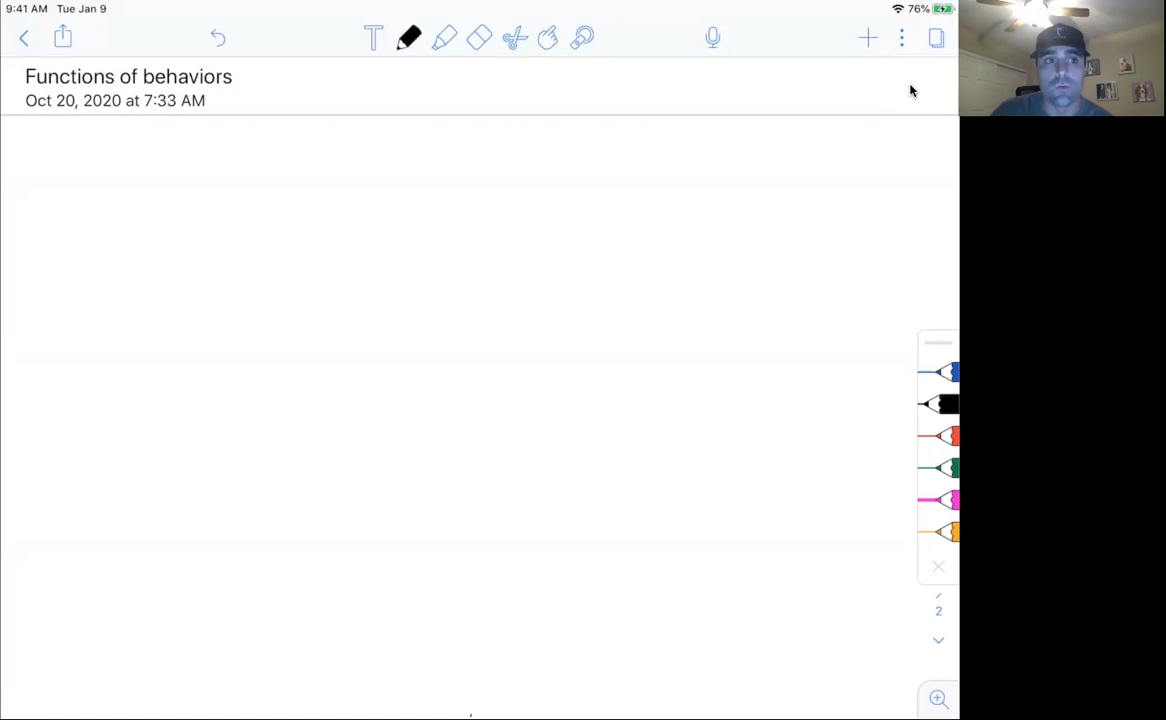 9:41 AM Tue Jan 9
76%
Functions of behaviors
Oct 20, 2020 at 7:33 AM
2